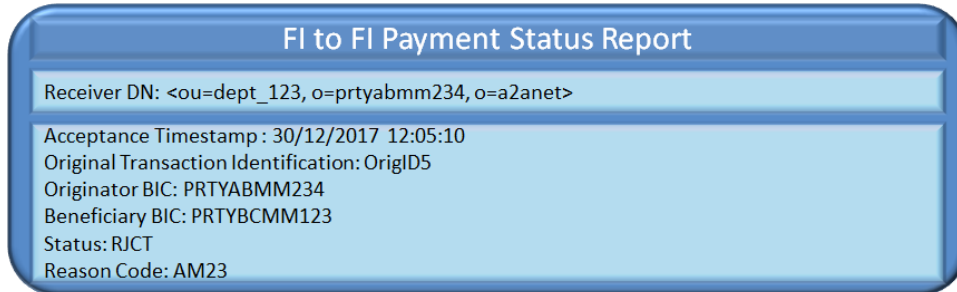 FI to FI Payment Status Report
Receiver DN: <ou=dept_123, o=prtyabmm234, o=a2anet>
Acceptance Timestamp : 30/12/2017 12:05:10
Original Transaction Identification: OrigID5
Originator BIC: PRTYABMM234
Beneficiary BIC: PRTYBCMM123
Status: RJCT
Reason Code: AM23